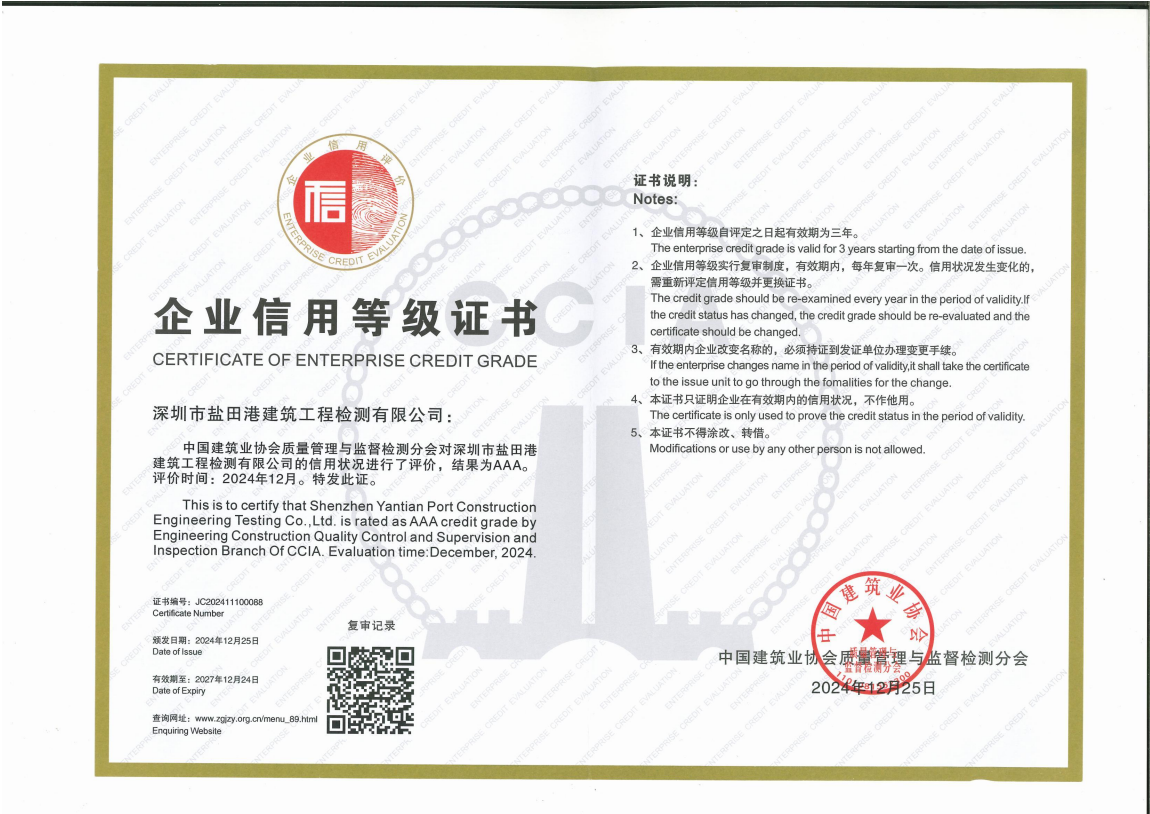 企业信用评价
信
ENTERPRISE CREDIT EVALUATION
企业信用等级证书
CERTIFICATE OF ENTERPRISE CREDIT GRADE
深圳市盐田港建筑工程检测有限公司：
中国建筑业协会质量管理与监督检测分会对深圳市盐田港
建筑工程检测有限公司的信用状况进行了评价，结果为AAA。
评价时间：2024年12月。特发此证。
This is to certify that Shenzhen Yantian Port Construction
Engineering Testing Co.,Ltd. is rated as AAA credit grade by
Engineering Construction Quality Control and Supervision and
Inspection Branch Of CCIA. Evaluation time:December, 2024.
证书编号：JC202411100088
Certificate Number
颁发日期：2024年12月25日
Date of Issue
有效期至：2027年12月24日
Date of Expiry
查询网址：www.zgjzy.org.cn/menu_89.html
Enquiring Website
复审记录
CCIA
证书说明：
Notes:
1、企业信用等级自评定之日起有效期为三年。
The enterprise credit grade is valid for 3 years starting from the date of issue.
2、企业信用等级实行复审制度，有效期内，每年复审一次。信用状况发生变化的，
需重新评定信用等级并更换证书。
The credit grade should be re-examined every year in the period of validity.If
the credit status has changed, the credit grade should be re-evaluated and the
certificate should be changed.
3、有效期内企业改变名称的，必须持证到发证单位办理变更手续。
If the enterprise changes name in the period of validity,it shall take the certificate
to the issue unit to go through the fomalities for the change.
4、本证书只证明企业在有效期内的信用状况，不作他用。
The certificate is only used to prove the credit status in the period of validity.
5、本证书不得涂改、转借。
Modifications or use by any other person is not allowed.
中国建筑业协会
质量管理与
监督检测分会
中国建筑业协会质量管理与监督检测分会
2024年12月25日